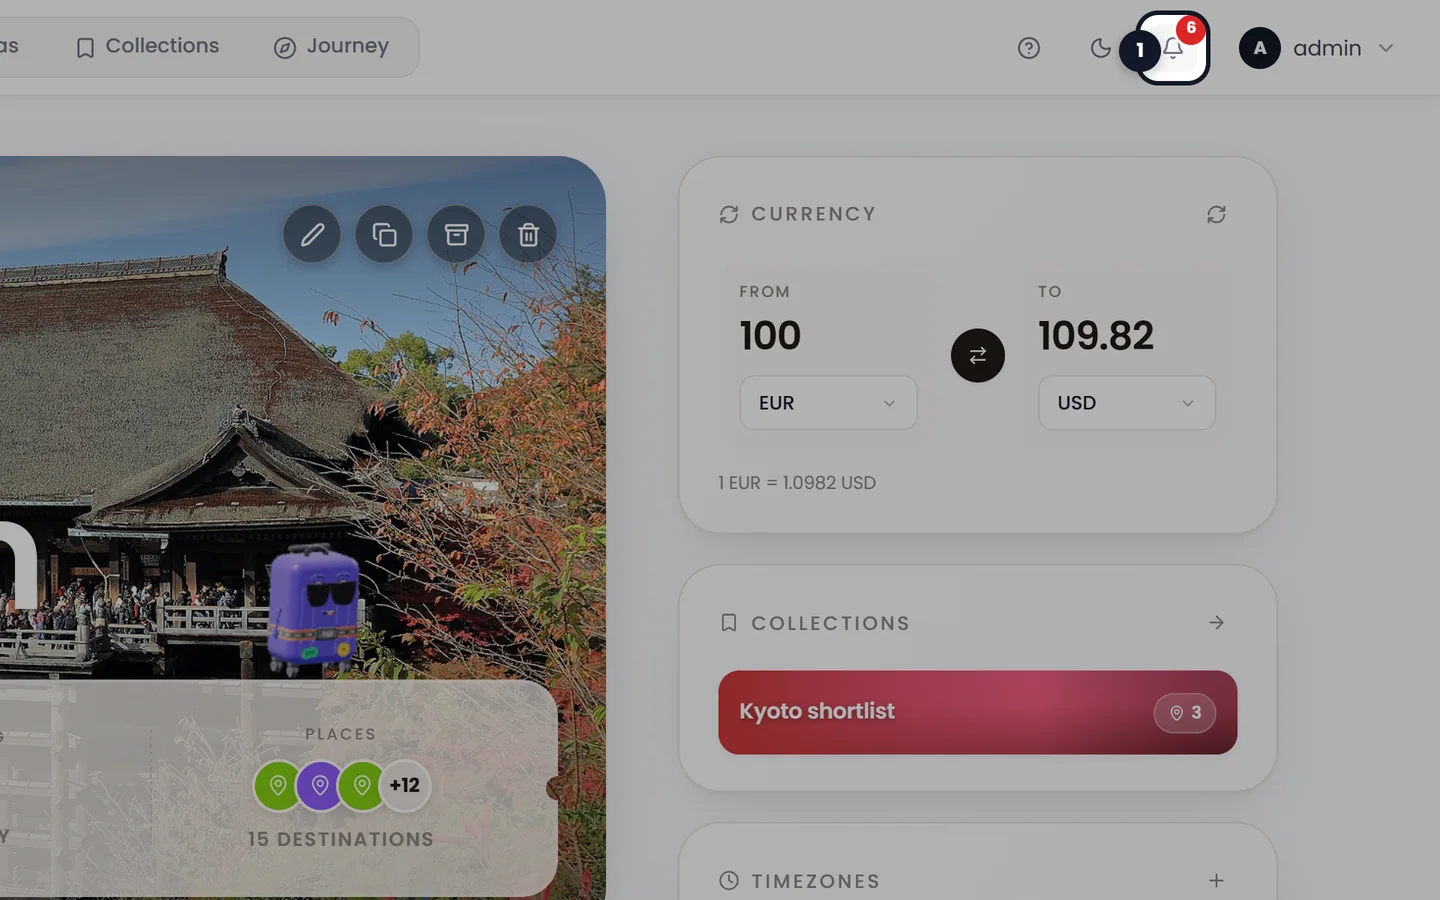 as
Collections
Journey
1
6
A
admin
CURRENCY
FROM
100
EUR
TO
109.82
USD
1 EUR = 1.0982 USD
COLLECTIONS
Kyoto shortlist
3
PLACES
+12
15 DESTINATIONS
TIMEZONES